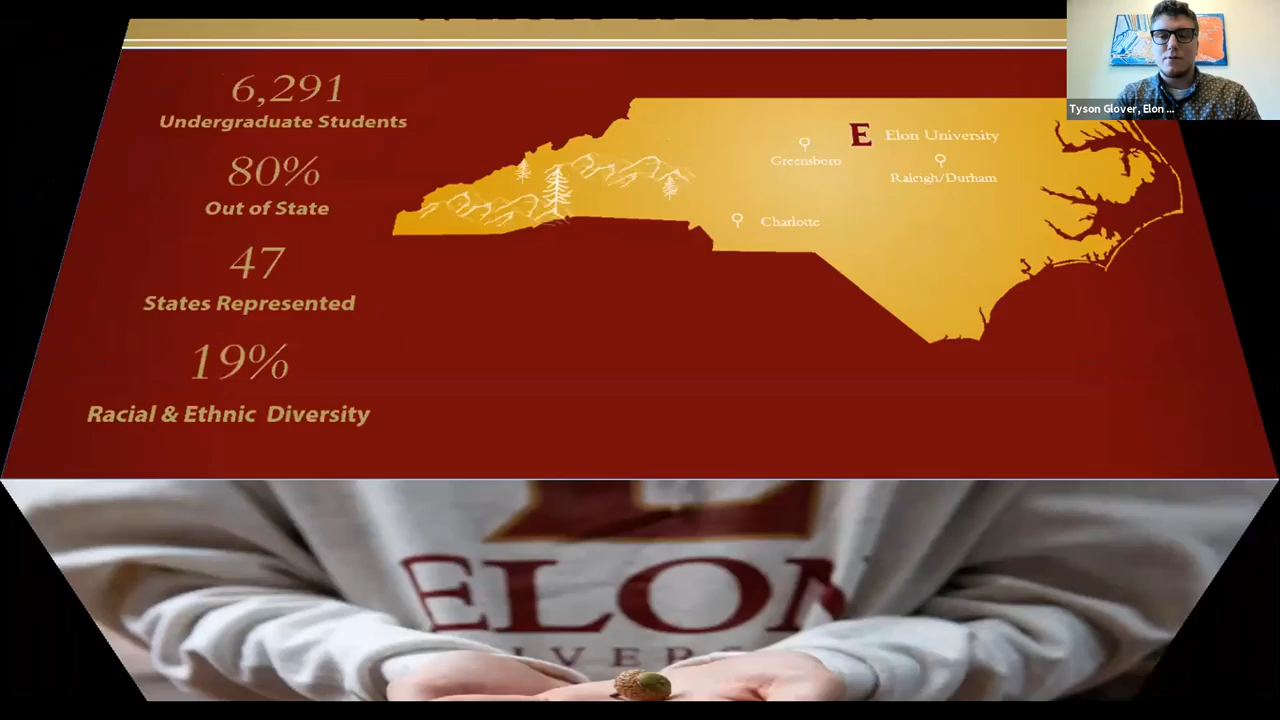 6,291
Undergraduate Students
80%
Out of State
47
States Represented
19%
Racial & Ethnic Diversity
E Elon University
Greensboro
Raleigh/Durham
Charlotte
Tyson Glover, Elon ...
ELON